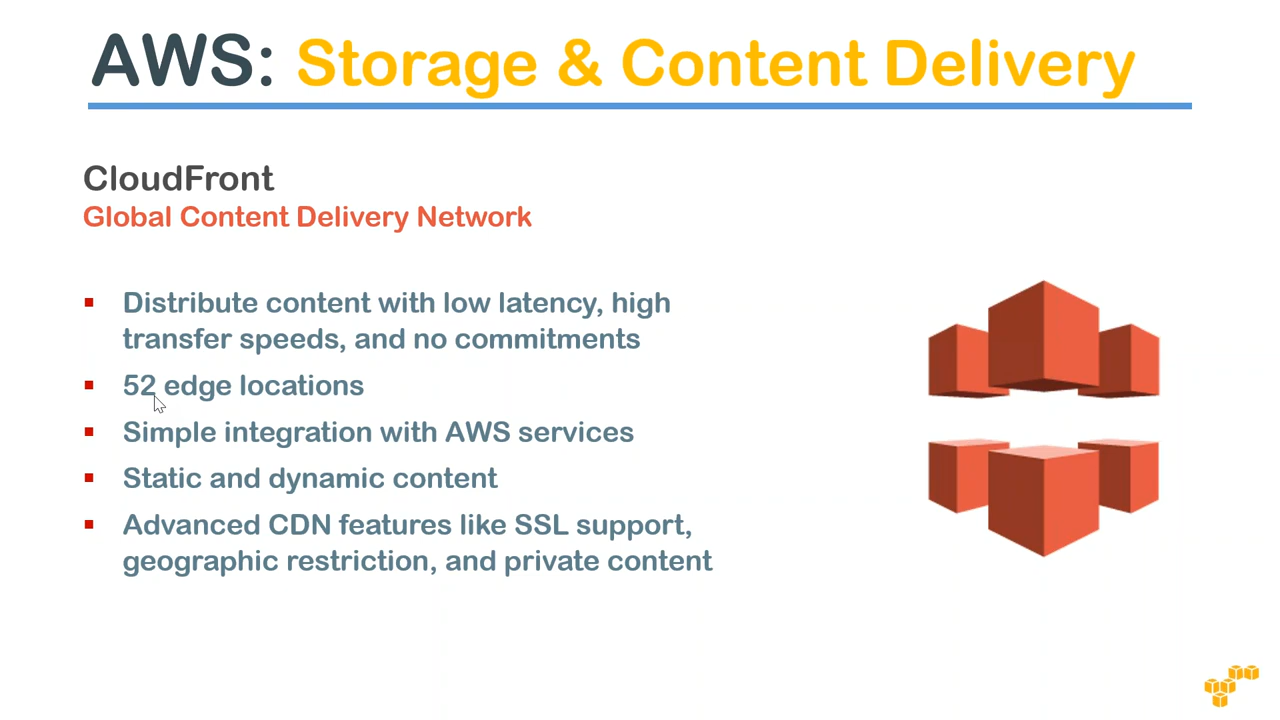 AWS: Storage & Content Delivery
CloudFront
Global Content Delivery Network
▪ Distribute content with low latency, high
transfer speeds, and no commitments
▪ 52 edge locations
▪ Simple integration with AWS services
▪ Static and dynamic content
▪ Advanced CDN features like SSL support,
geographic restriction, and private content